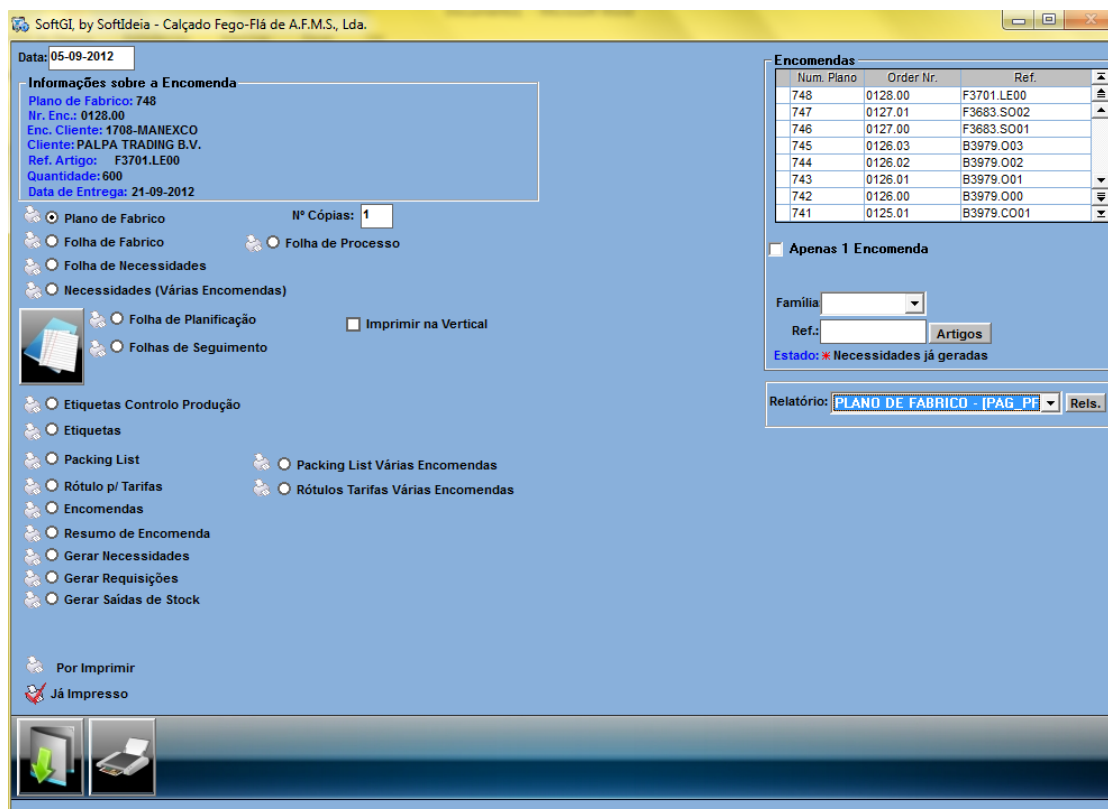 SoftGI, by SoftIdeia - Calçado Fego-Flá de A.F.M.S., Lda.
Data: 05-09-2012
Informações sobre a Encomenda
Plano de Fabrico: 748
Nr. Enc.: 0128.00
Enc. Cliente: 1708-MANEXCO
Cliente: PALPA TRADING B.V.
Ref. Artigo: F3701.LE00
Quantidade: 600
Data de Entrega: 21-09-2012
Plano de Fabrico Nº Cópias: 1
Folha de Fabrico Folha de Processo
Folha de Necessidades
Necessidades (Várias Encomendas)
Folha de Planificação Imprimir na Vertical
Folhas de Seguimento
Etiquetas Controlo Produção
Etiquetas
Packing List Packing List Várias Encomendas
Rótulo p/ Tarifas Rótulos Tarifas Várias Encomendas
Encomendas
Resumo de Encomenda
Gerar Necessidades
Gerar Requisições
Gerar Saídas de Stock
Por Imprimir
Já Impresso
Encomendas
Num. Plano Order Nr. Ref.
748 0128.00 F3701.LE00
747 0127.01 F3683.SO02
746 0127.00 F3683.SO01
745 0126.03 B3979.O03
744 0126.02 B3979.O02
743 0126.01 B3979.O01
742 0126.00 B3979.O00
741 0125.01 B3979.CO01
Apenas 1 Encomenda
Família
Ref.: Artigos
Estado: * Necessidades já geradas
Relatório: PLANO DE FABRICO - [PAG_PF Rels.